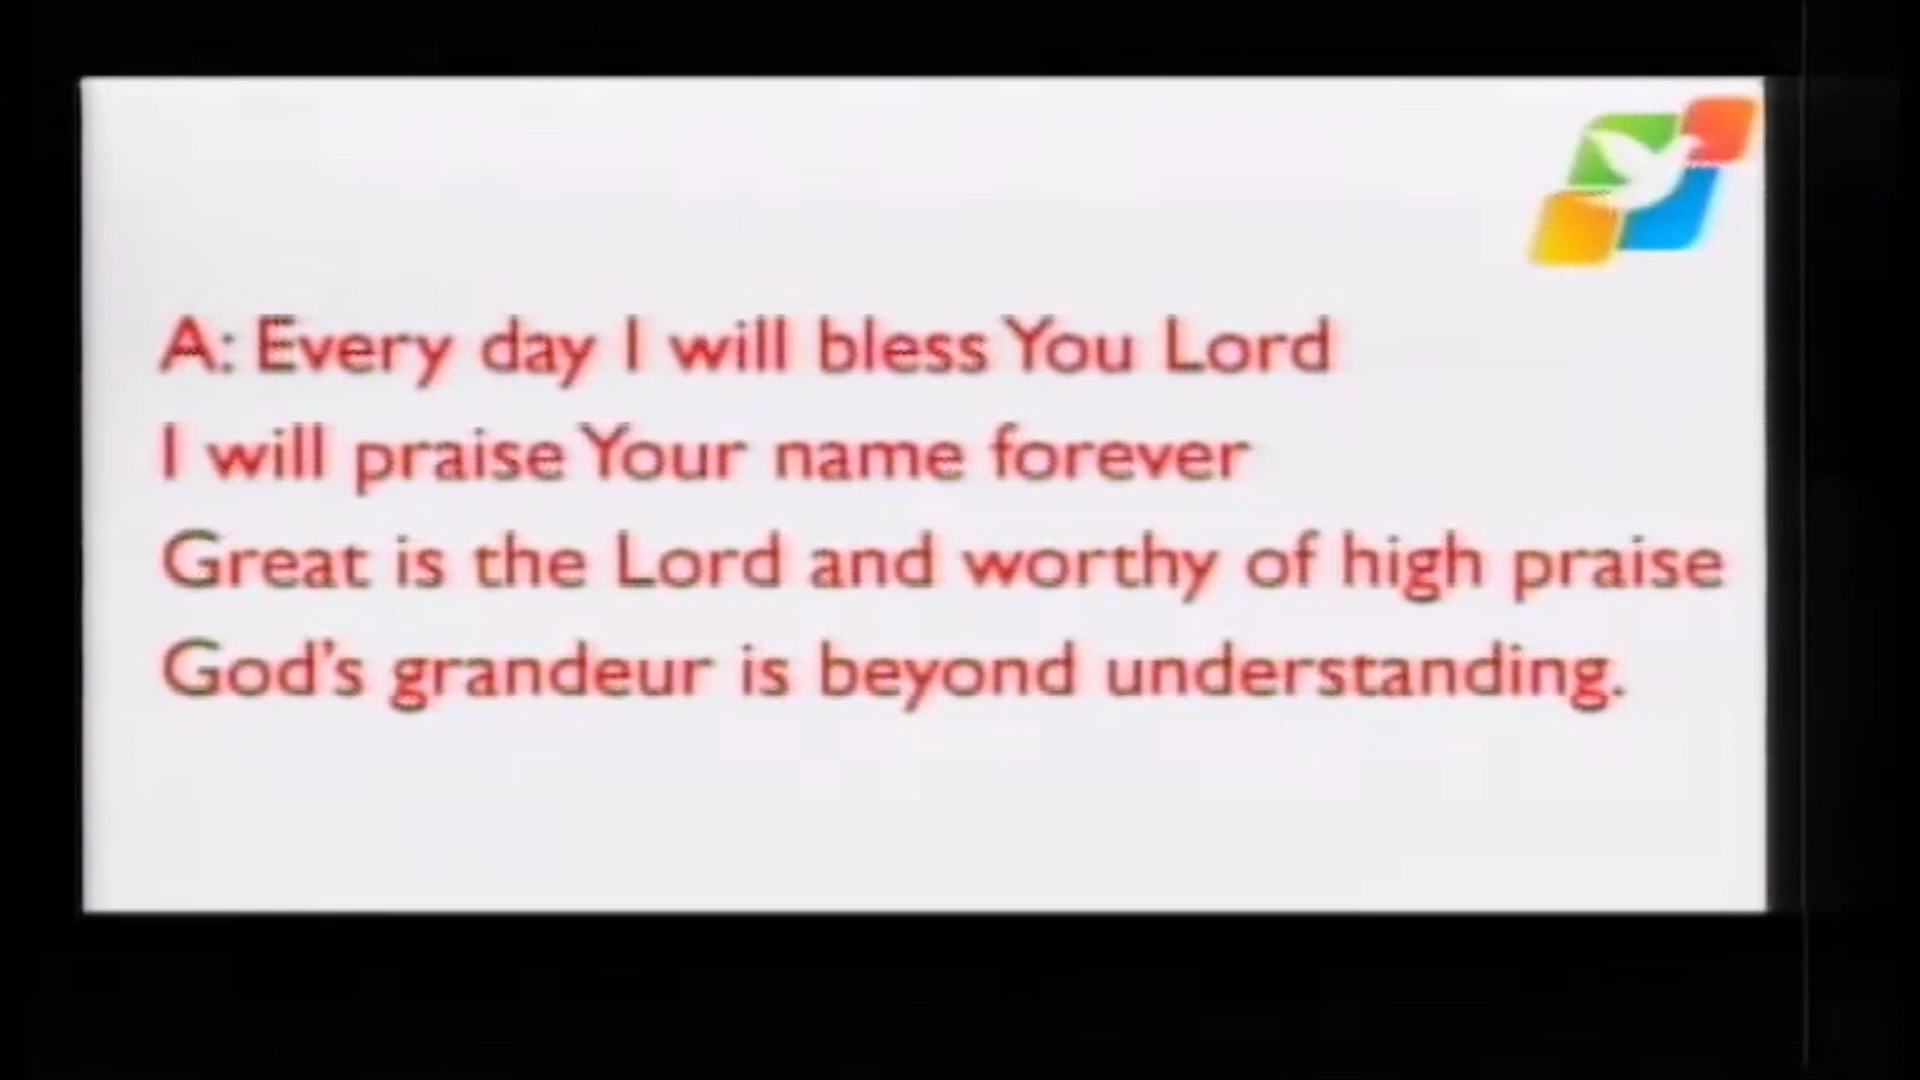 A: Every day I will bless You Lord
I will praise Your name forever
Great is the Lord and worthy of high praise
God's grandeur is beyond understanding.